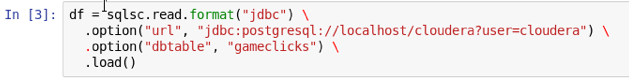 In [3]: df = sqlsc.read.format("jdbc") \
.option("url", "jdbc:postgresql://localhost/cloudera?user=cloudera") \
.option("dbtable", "gameclicks") \
.load()